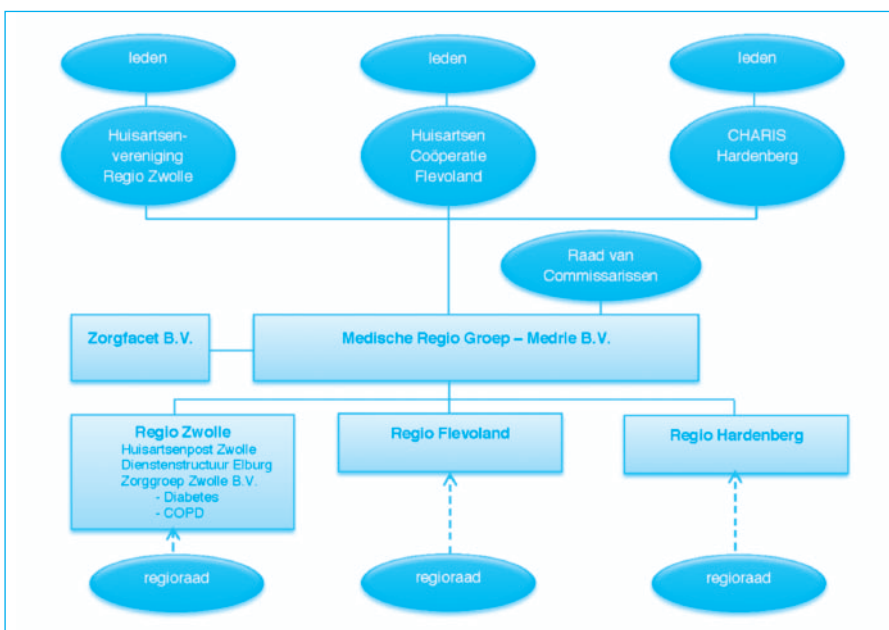 leden
leden
leden
Huisartsen-
vereniging
Regio Zwolle
Huisartsen
Coöperatie
Flevoland
CHARIS
Hardenberg
Raad van
Commissarissen
Zorgfacet B.V.
Medische Regio Groep – Medrie B.V.
Regio Zwolle
Huisartsenpost Zwolle
Dienstenstructuur Elburg
Zorggroep Zwolle B.V.
- Diabetes
- COPD
Regio Flevoland
Regio Hardenberg
regioraad
regioraad
regioraad